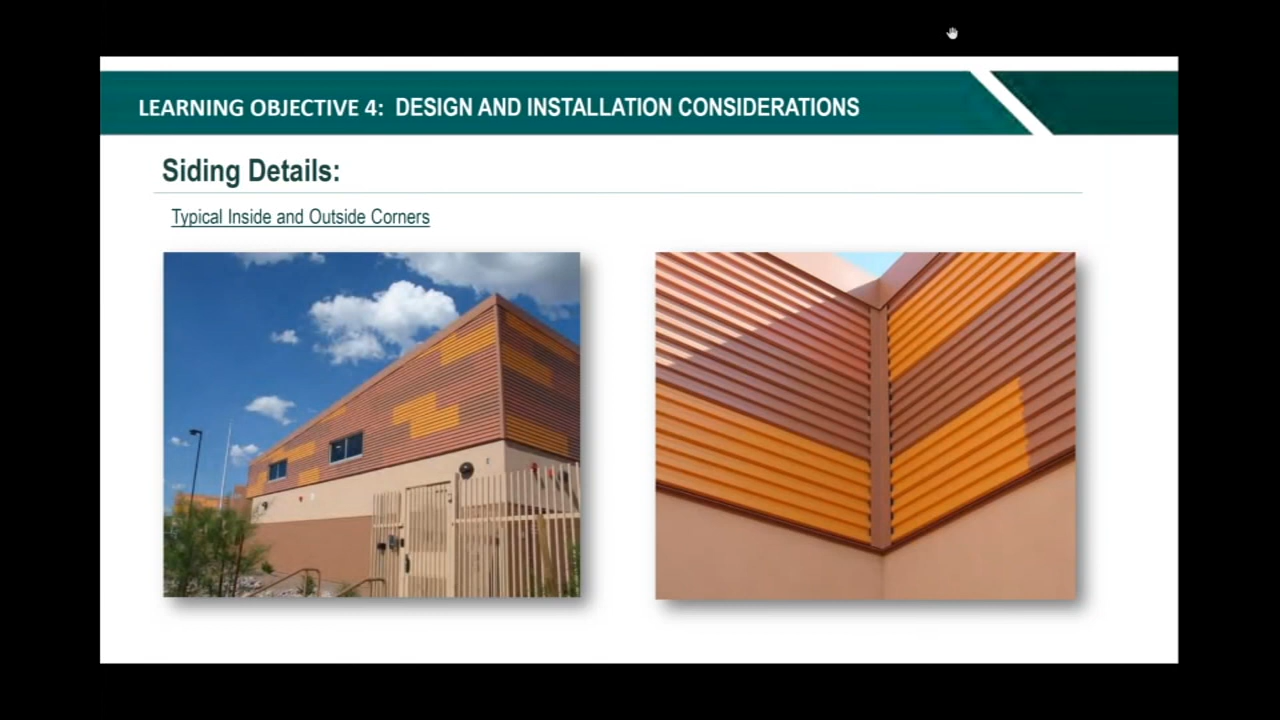 LEARNING OBJECTIVE 4: DESIGN AND INSTALLATION CONSIDERATIONS
Siding Details:
Typical Inside and Outside Corners